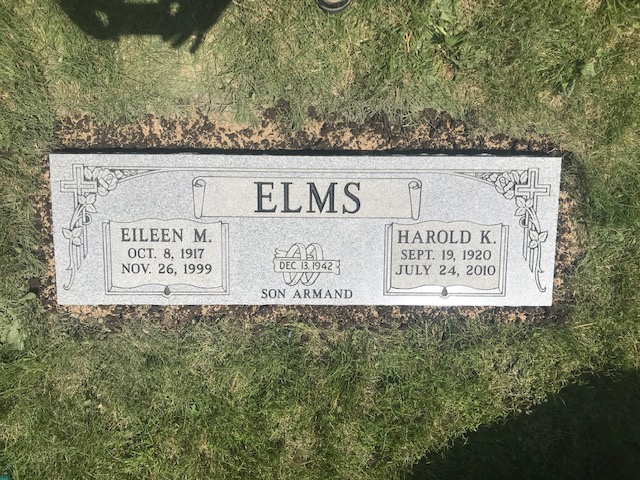 ELMS
EILEEN M.
OCT. 8, 1917
NOV. 26, 1999
DEC. 13, 1942
SON ARMAND
HAROLD K.
SEPT. 19, 1920
JULY 24, 2010